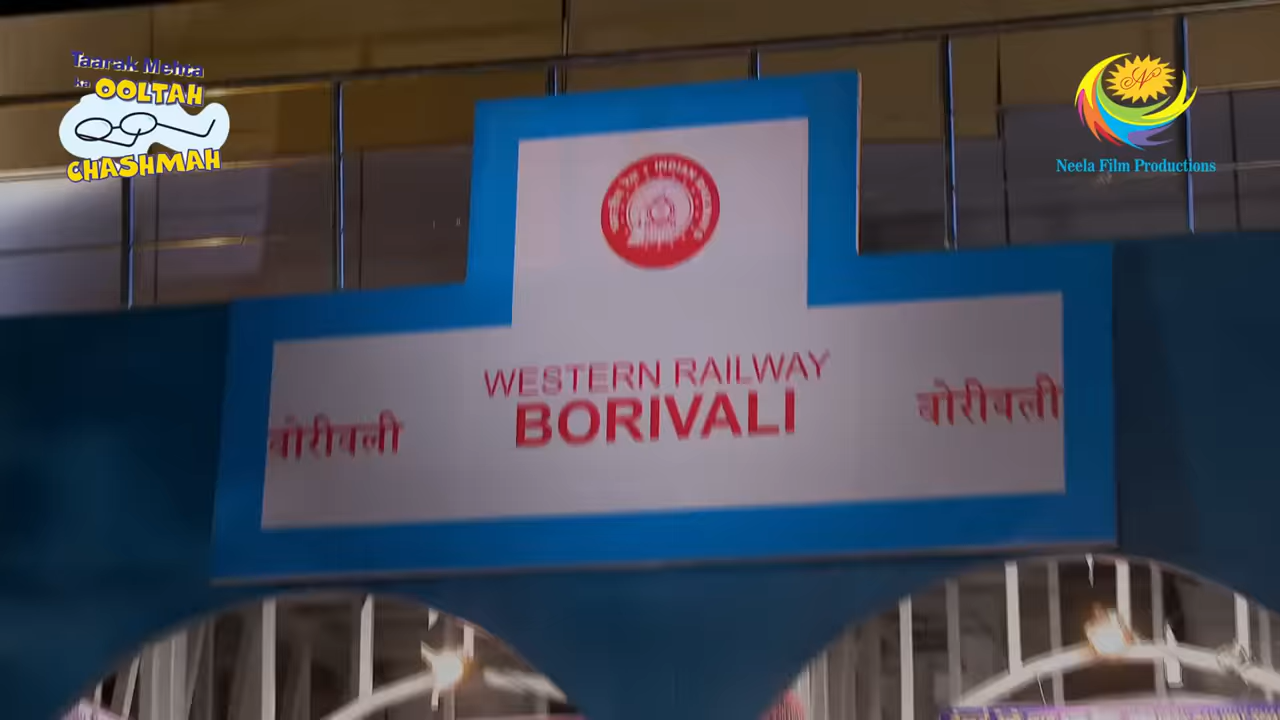 Taarak Mehta
ka OOLTAH
CHASHMAH
Neela Film Productions
WESTERN RAILWAY
BORIVALI
बोरीवली
बोरीवली